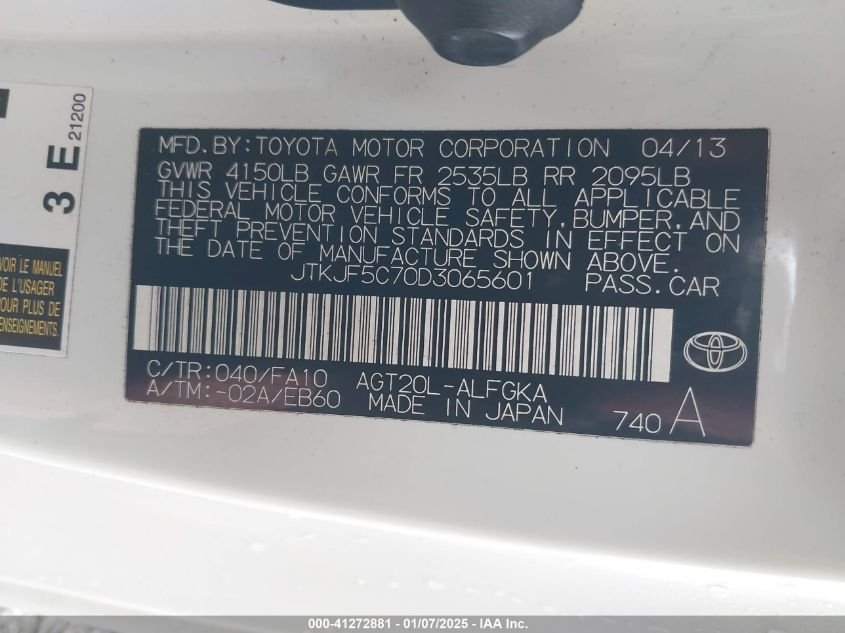 3 E 21200
VOIR LE MANUEL
DE L'USAGER
POUR PLUS DE
RENSEIGNEMENTS.
MFD. BY: TOYOTA MOTOR CORPORATION 04/13
GVWR 4150LB GAWR FR 2535LB RR 2095LB
THIS VEHICLE CONFORMS TO ALL APPLICABLE
FEDERAL MOTOR VEHICLE SAFETY, BUMPER, AND
THEFT PREVENTION STANDARDS IN EFFECT ON
THE DATE OF MANUFACTURE SHOWN ABOVE.
JTKJF5C70D3065601 PASS.CAR
C/TR:040/FA10 AGT20L-ALFGKA
A/TM:-02A/EB60 MADE IN JAPAN 740 A
000-41272881 | 01/07/2025 - IAA Inc.